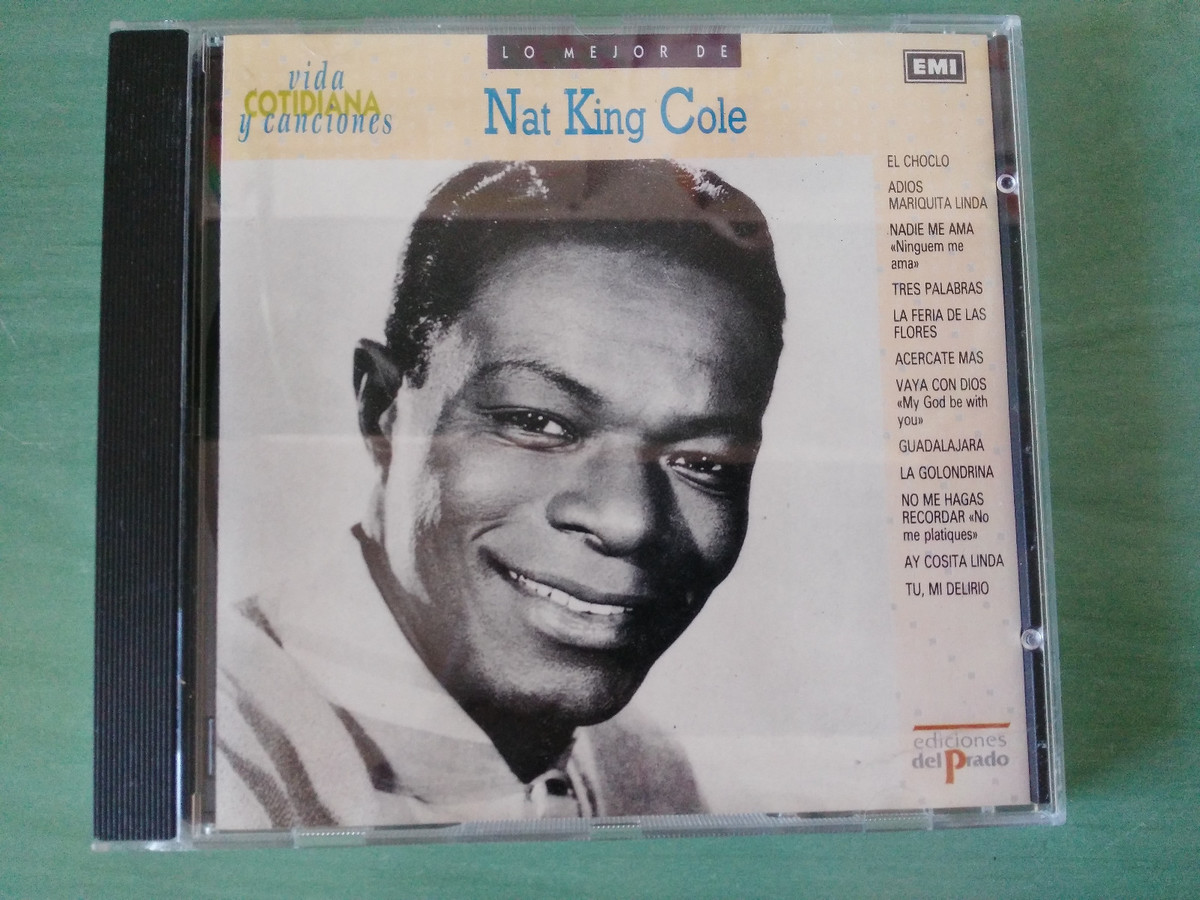 LO MEJOR DE
vida
COTIDIANA
y canciones
Nat King Cole
EMI
EL CHOCLO
ADIOS
MARIQUITA LINDA
NADIE ME AMA
«Ninguem me
ama»
TRES PALABRAS
LA FERIA DE LAS
FLORES
ACERCATE MAS
VAYA CON DIOS
«My God be with
you»
GUADALAJARA
LA GOLONDRINA
NO ME HAGAS
RECORDAR «No
me platiques»
AY COSITA LINDA
TU, MI DELIRIO
ediciones
del Prado